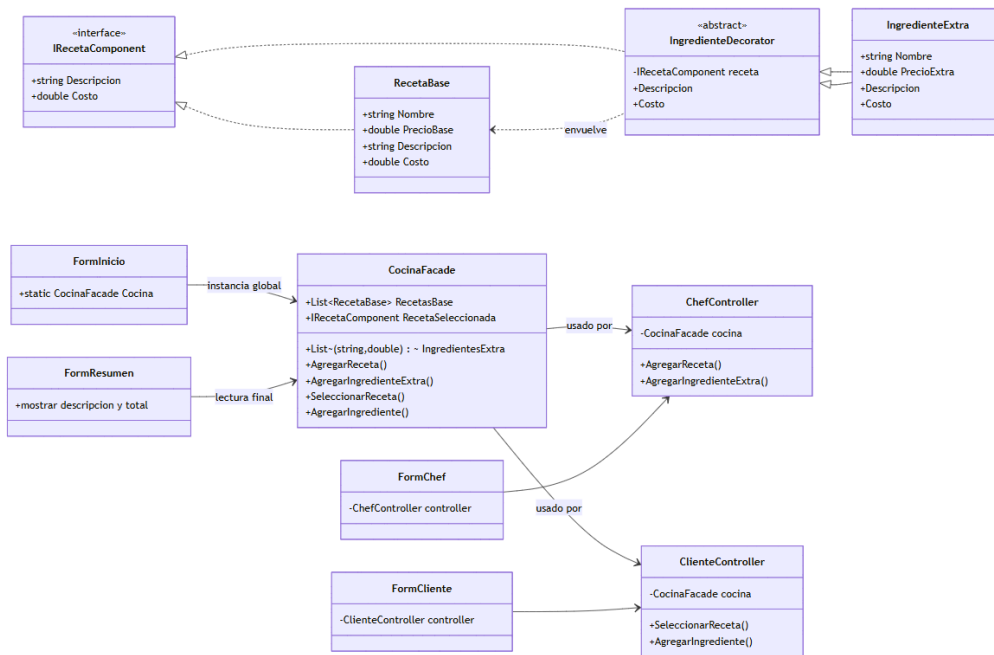 «interface»
IRecetaComponent
+string Descripcion
+double Costo
RecetaBase
+string Nombre
+double PrecioBase
+string Descripcion
+double Costo
«abstract»
IngredienteDecorator
-IRecetaComponent receta
+Descripcion
+Costo
IngredienteExtra
+string Nombre
+double PrecioExtra
+Descripcion
+Costo
envuelve
FormInicio
+static CocinaFacade Cocina
instancia global
FormResumen
+mostrar descripcion y total
lectura final
CocinaFacade
+List<RecetaBase> RecetasBase
+IRecetaComponent RecetaSeleccionada
+List~(string,double) : ~ IngredientesExtra
+AgregarReceta()
+AgregarIngredienteExtra()
+SeleccionarReceta()
+AgregarIngrediente()
usado por
ChefController
-CocinaFacade cocina
+AgregarReceta()
+AgregarIngredienteExtra()
FormChef
-ChefController controller
usado por
FormCliente
-ClienteController controller
ClienteController
-CocinaFacade cocina
+SeleccionarReceta()
+AgregarIngrediente()